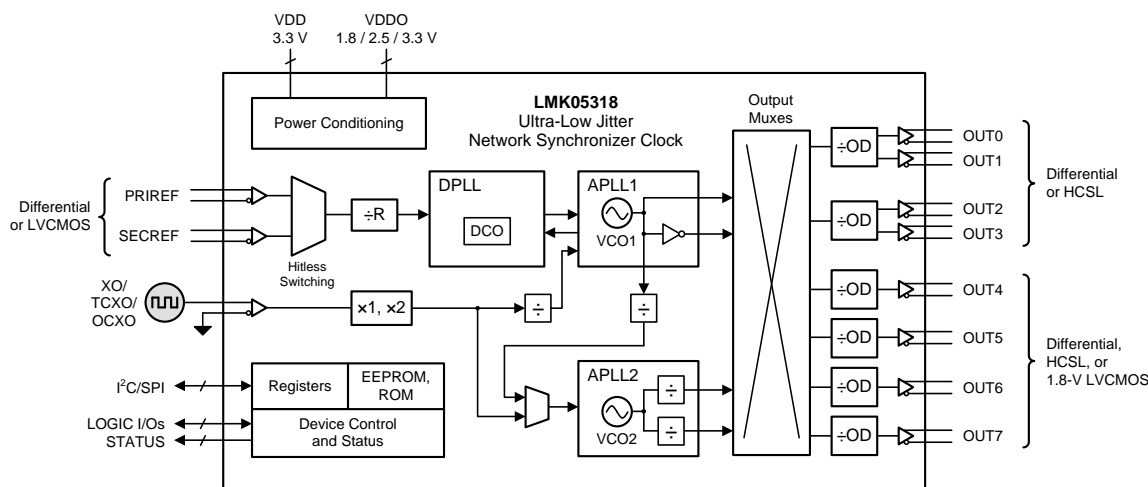 VDD
3.3 V
VDDO
1.8 / 2.5 / 3.3 V
Power Conditioning
LMK05318
Ultra-Low Jitter
Network Synchronizer Clock
Output
Muxes
Differential
or LVCMOS
PRIREF
SECREF
Hitless
Switching
÷R
DPLL
DCO
APLL1
VCO1
XO/
TCXO/
OCXO
×1, ×2
÷
÷
APLL2
VCO2
÷
÷
I²C/SPI
LOGIC I/Os
STATUS
Registers
EEPROM,
ROM
Device Control
and Status
÷OD
÷OD
÷OD
÷OD
÷OD
÷OD
OUT0
OUT1
OUT2
OUT3
OUT4
OUT5
OUT6
OUT7
Differential
or HCSL
Differential,
HCSL, or
1.8-V LVCMOS